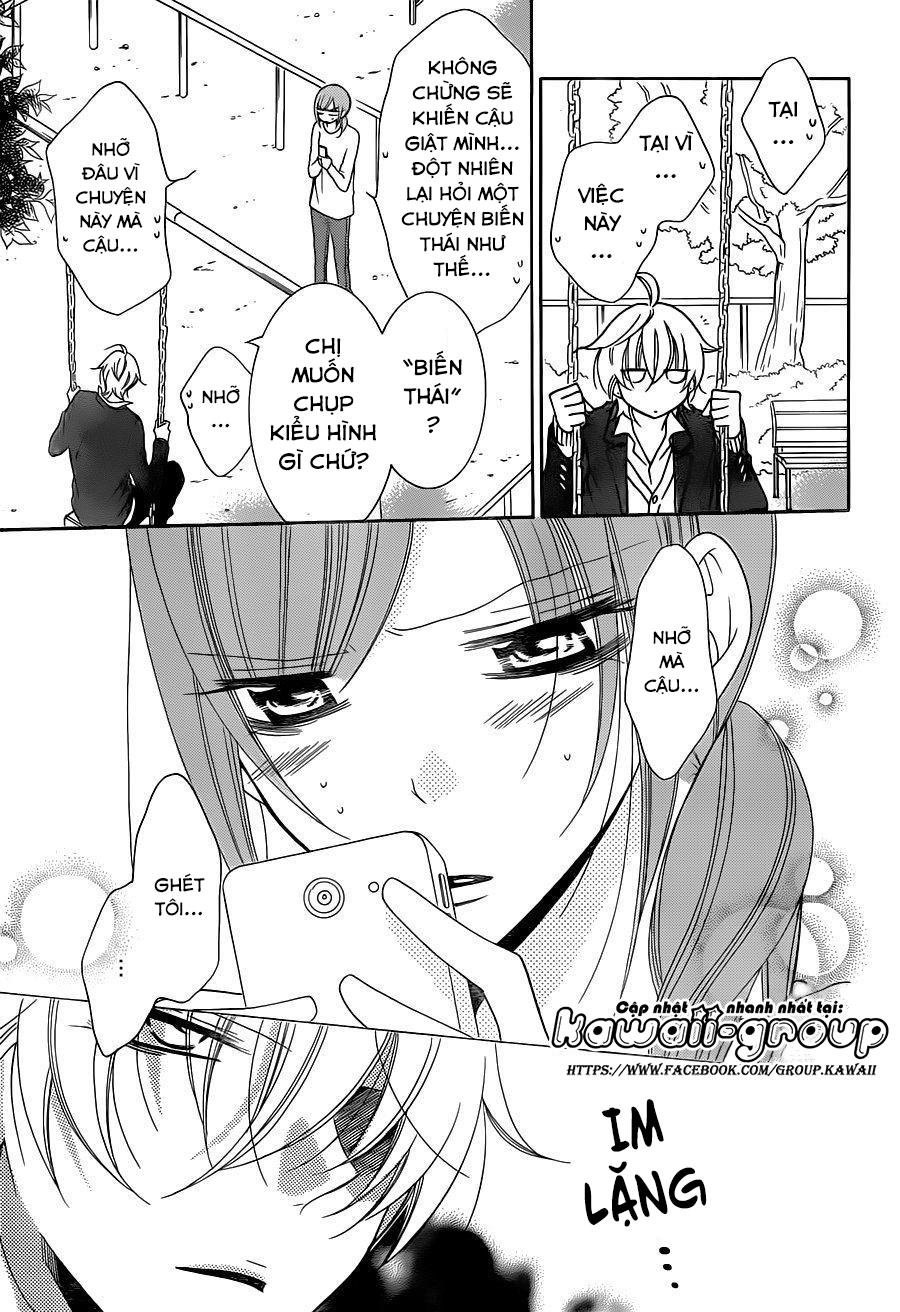 TẠI
...
TẠI VÌ
...
VIỆC
NÀY
...
KHÔNG
CHỪNG SẼ
KHIẾN CẬU
GIẬT MÌNH...
ĐỘT NHIÊN
LẠI HỎI MỘT
CHUYỆN BIẾN
THÁI NHƯ
THẾ...
"BIẾN
THÁI"
?
CHỊ
MUỐN
CHỤP
KIỂU HÌNH
GÌ CHỨ?
NHỠ
ĐÂU VÌ
CHUYỆN
NÀY MÀ
CẬU...
NHỠ
...
NHỠ
MÀ
CẬU...
GHÉT
TÔI...
...
Cập nhật nhanh nhất tại:
Kawaii-group
HTTPS://WWW.FACEBOOK.COM/GROUP.KAWAII
IM
LẶNG
...